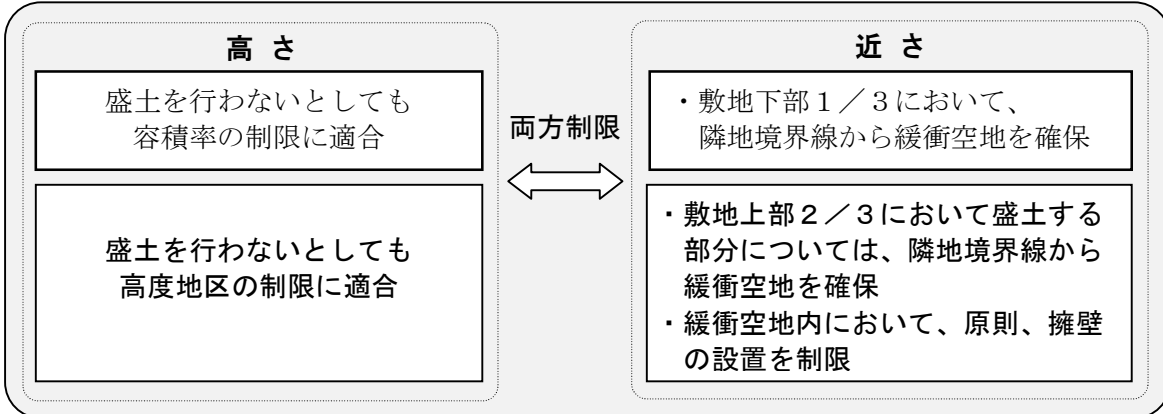 高 さ
盛土を行わないとしても
容積率の制限に適合
盛土を行わないとしても
高度地区の制限に適合
両方制限
近 さ
・敷地下部１／３において、
隣地境界線から緩衝空地を確保
・敷地上部２／３において盛土する
部分については、隣地境界線から
緩衝空地を確保
・緩衝空地内において、原則、擁壁
の設置を制限